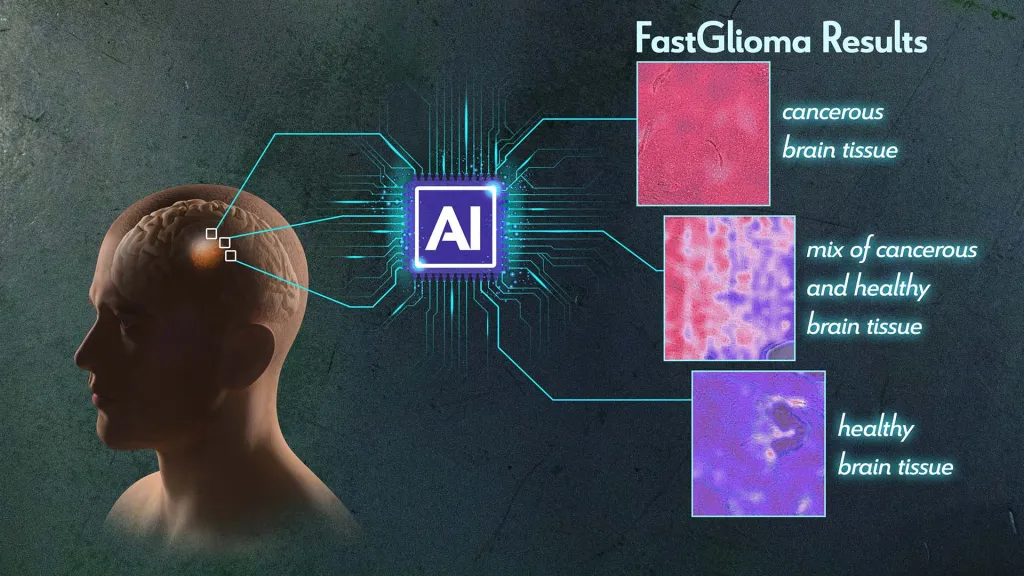 FastGlioma Results
AI
cancerous
brain tissue
mix of cancerous
and healthy
brain tissue
healthy
brain tissue